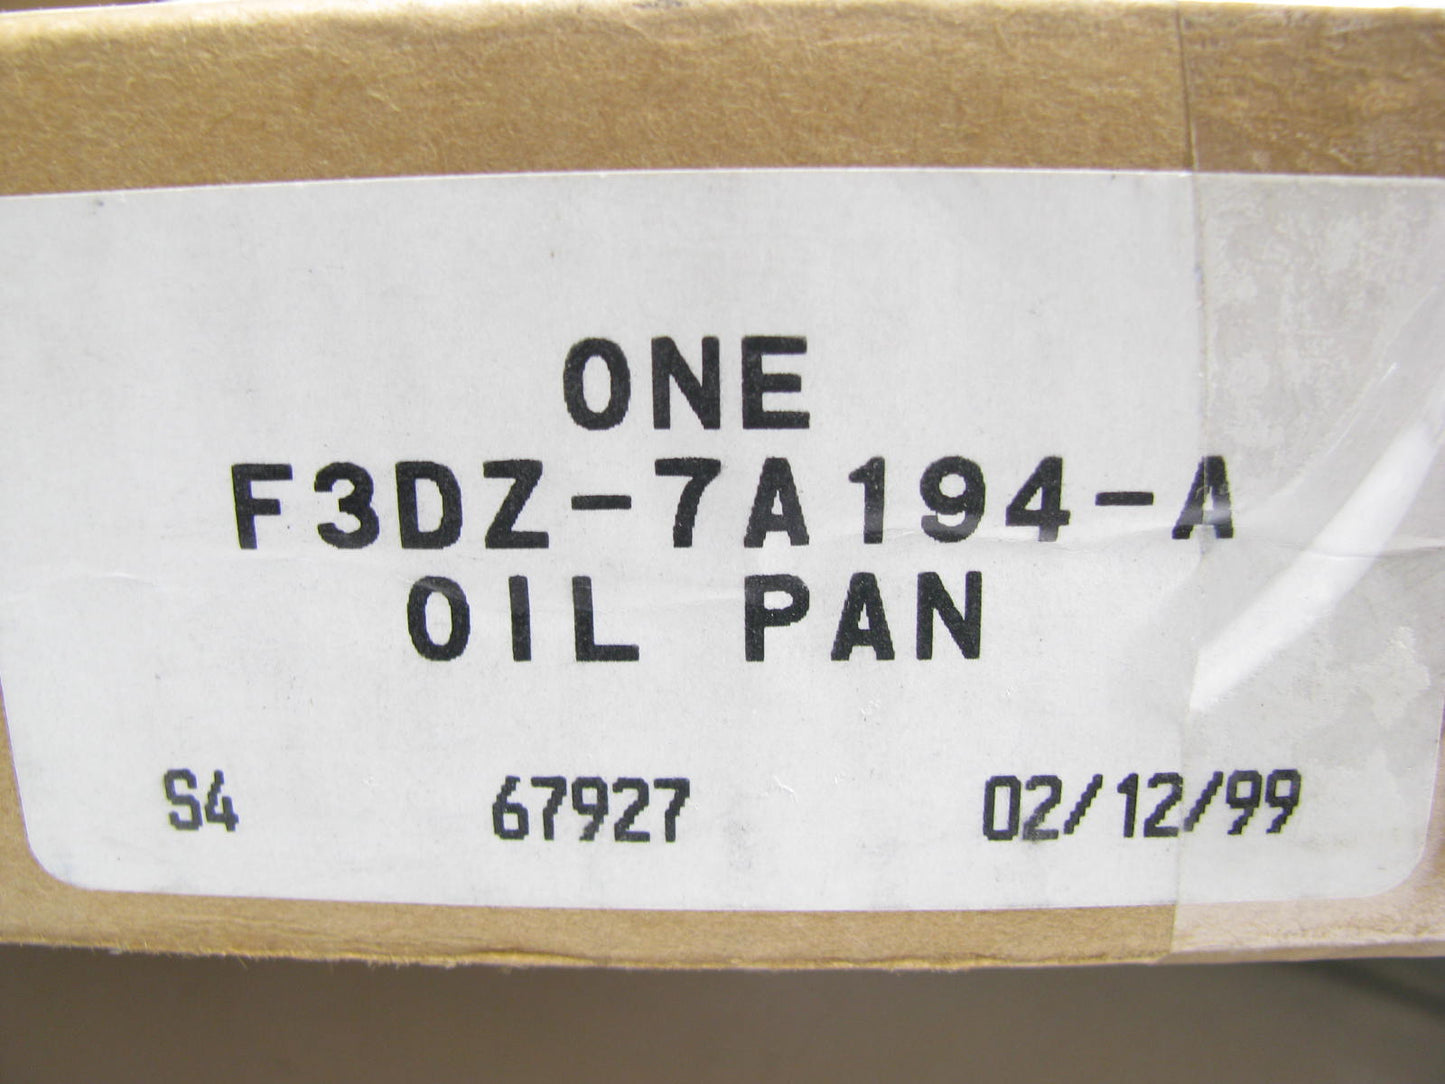 ONE
F3DZ-7A194-A
OIL PAN
S4 67927 02/12/99